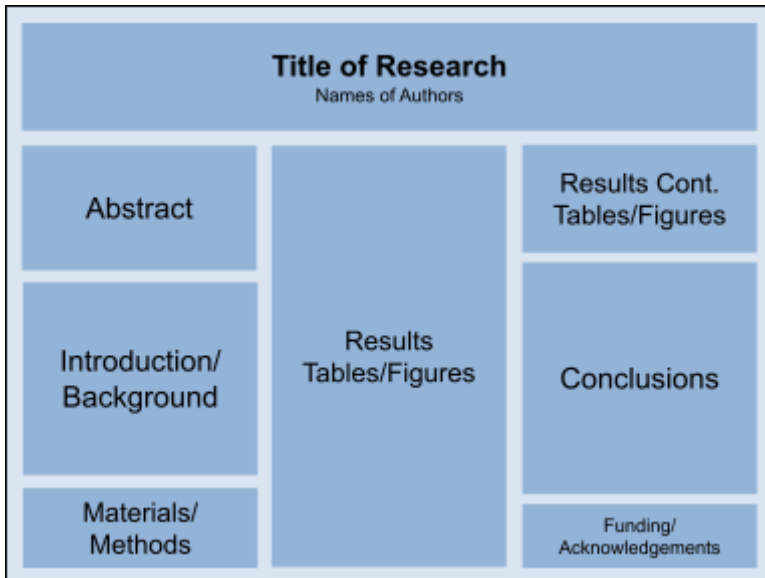 Title of Research
Names of Authors
Abstract
Introduction/
Background
Materials/
Methods
Results
Tables/Figures
Results Cont.
Tables/Figures
Conclusions
Funding/
Acknowledgements